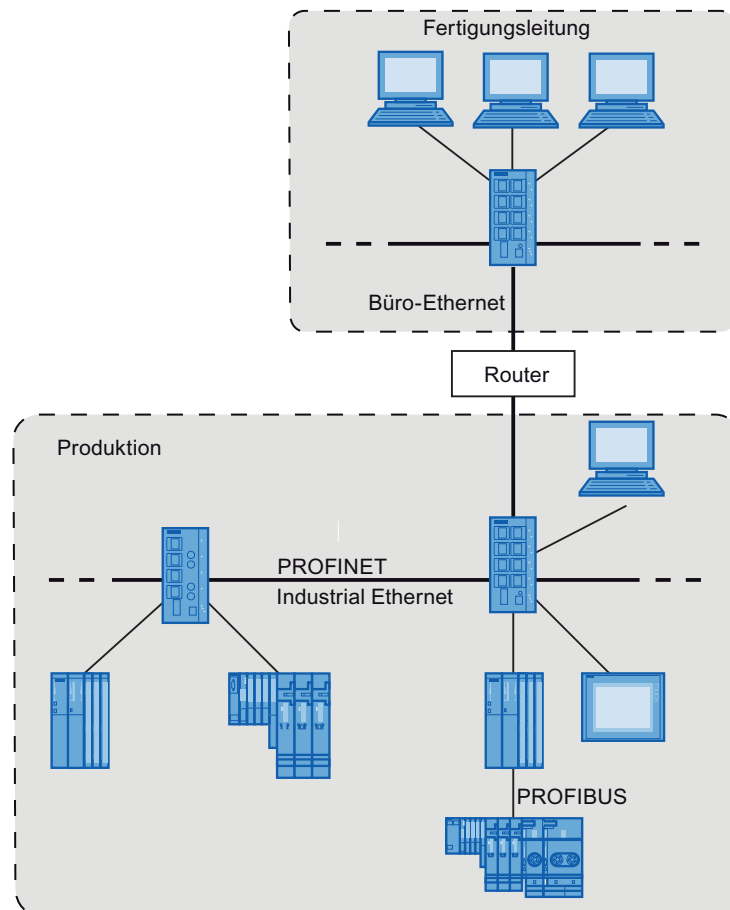 Fertigungsleitung
Büro-Ethernet
Router
Produktion
PROFINET
Industrial Ethernet
PROFIBUS